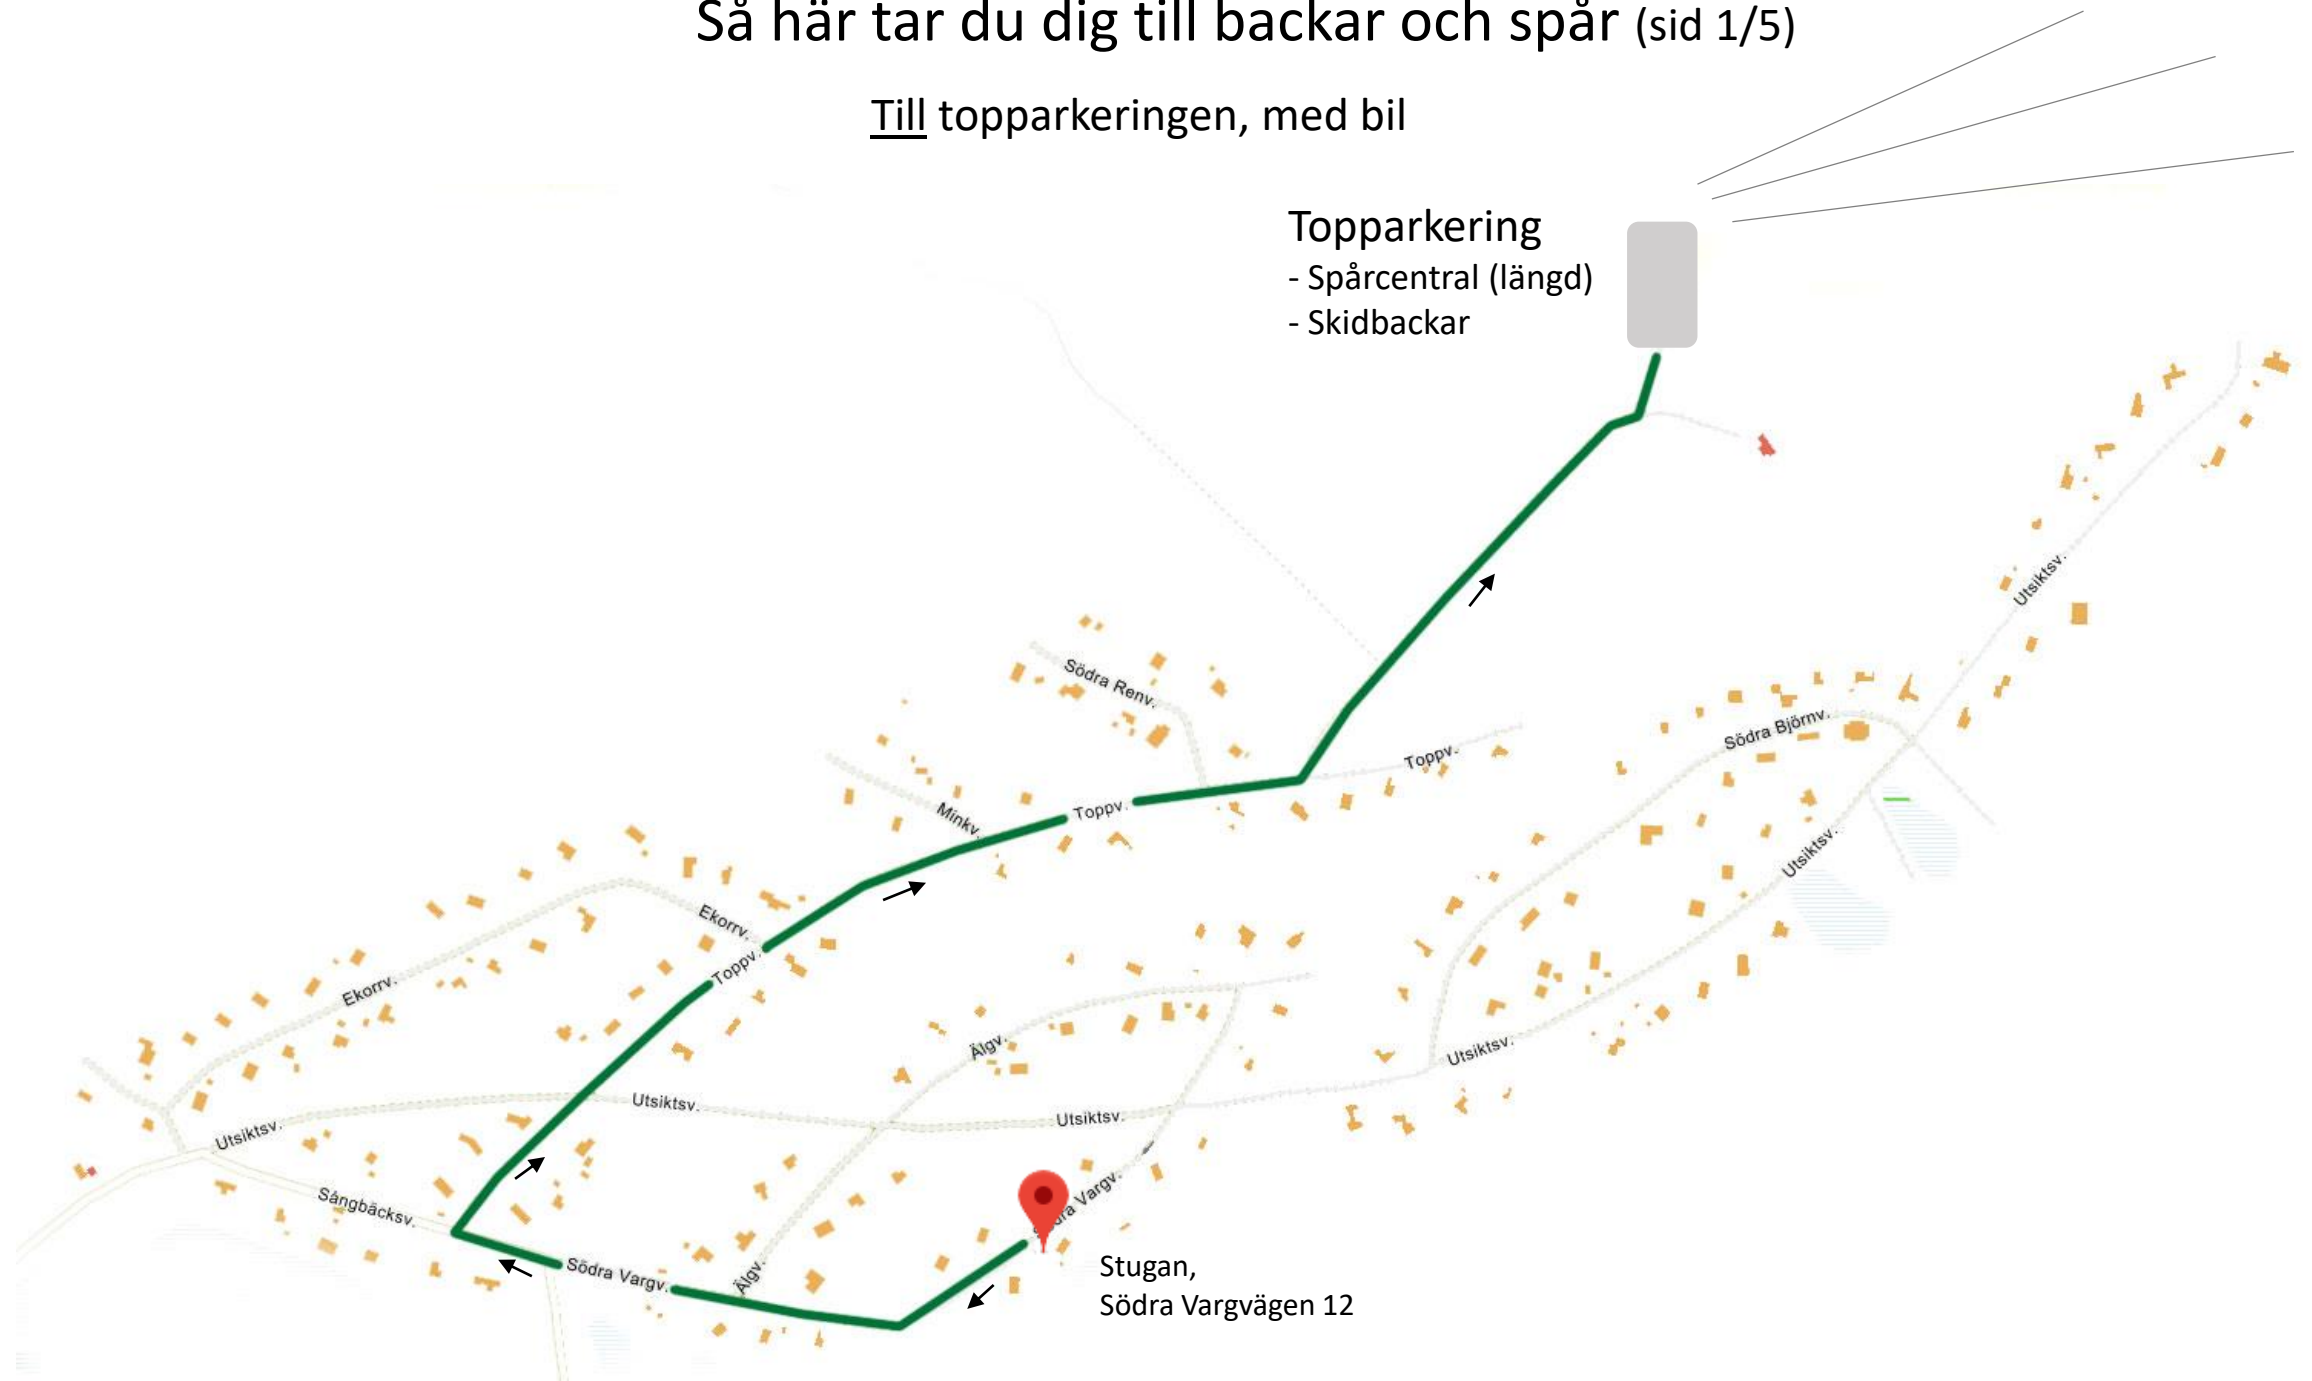 Så här tar du dig till backar och spår (sid 1/5)
Till topparkeringen, med bil
Topparkering
- Spårcentral (längd)
- Skidbackar
Utsiktsv.
Södra Renv.
Södra Björnv.
Toppv.
Minkv.
Toppv.
Utsiktsv.
Ekorrv.
Toppv.
Ekorrv.
Älgv.
Utsiktsv.
Utsiktsv.
Utsiktsv.
Utsiktsv.
Sångbäcksv.
Vargv.
Södra Vargv.
Älgv.
Stugan,
Södra Vargvägen 12